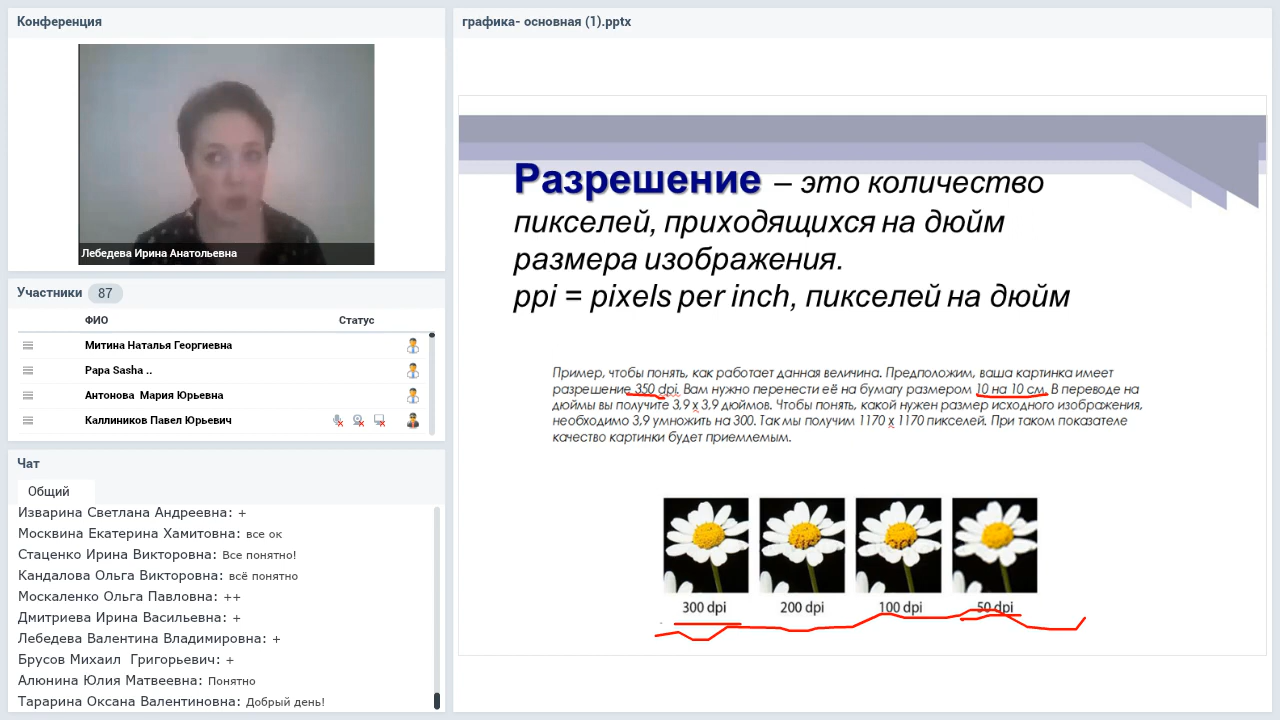 Конференция
Лебедева Ирина Анатольевна
Участники 87
ФИО Статус
Митина Наталья Георгиевна
Papa Sasha ..
Антонова Мария Юрьевна
Каллиников Павел Юрьевич
Чат
Общий
Изварина Светлана Андреевна: +
Москвина Екатерина Хамитовна: все ок
Стаценко Ирина Викторовна: Все понятно!
Кандалова Ольга Викторовна: всё понятно
Москаленко Ольга Павловна: ++
Дмитриева Ирина Васильевна: +
Лебедева Валентина Владимировна: +
Брусов Михаил Григорьевич: +
Алюнина Юлия Матвеевна: Понятно
Тарарина Оксана Валентиновна: Добрый день!
графика- основная (1).pptx
Разрешение – это количество
пикселей, приходящихся на дюйм
размера изображения.
ppi = pixels per inch, пикселей на дюйм
Пример, чтобы понять, как работает данная величина. Предположим, ваша картинка имеет
разрешение 350 dpi. Вам нужно перенести её на бумагу размером 10 на 10 см. В переводе на
дюймы вы получите 3,9 x 3,9 дюймов. Чтобы понять, какой нужен размер исходного изображения,
необходимо 3,9 умножить на 300. Так мы получим 1170 x 1170 пикселей. При таком показателе
качество картинки будет приемлемым.
300 dpi 200 dpi 100 dpi 50 dpi